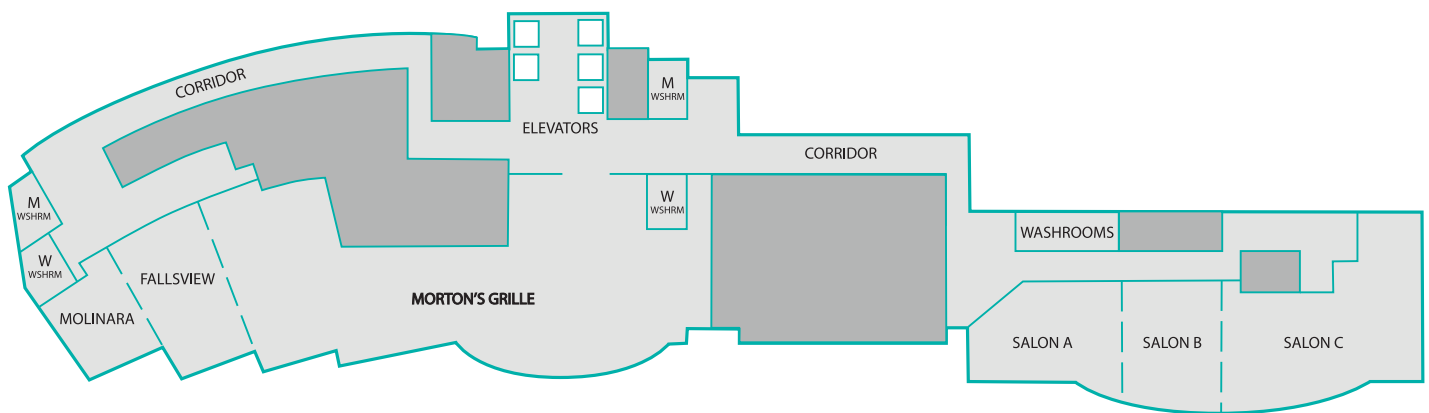 CORRIDOR
M
WSHRM
ELEVATORS
CORRIDOR
M
WSHRM
W
WSHRM
W
WSHRM
WASHROOMS
FALLSVIEW
MORTON'S GRILLE
MOLINARA
SALON A
SALON B
SALON C